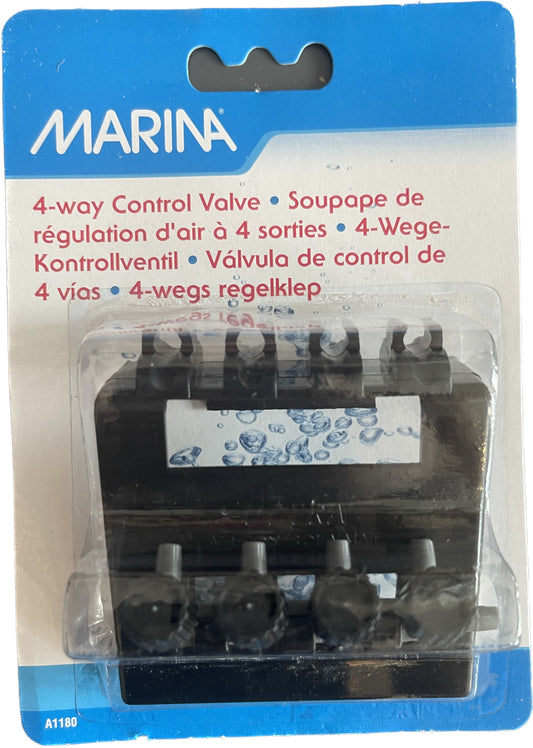 MARINA®
4-way Control Valve • Soupape de
régulation d'air à 4 sorties • 4-Wege-
Kontrollventil • Válvula de control de
4 vías • 4-wegs regelklep
A1180